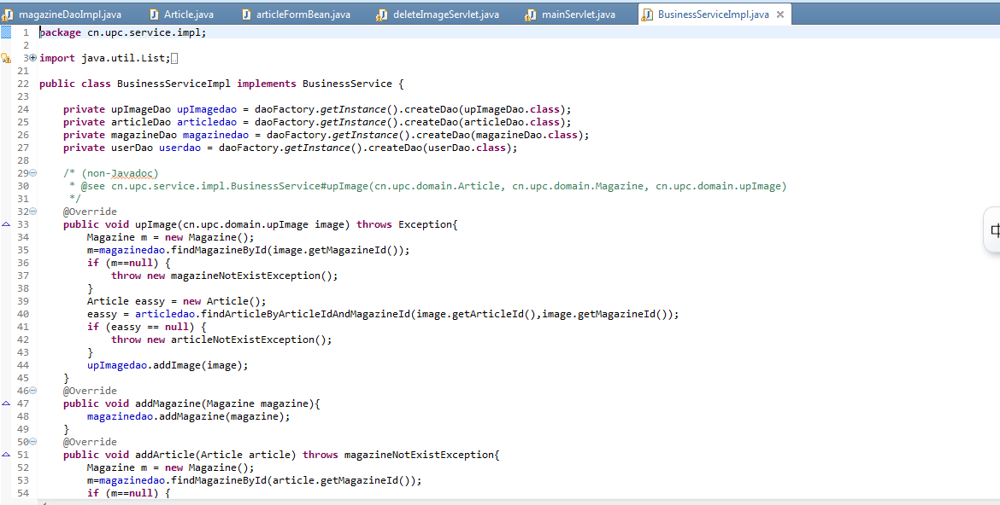 magazineDaoImpl.java Article.java articleFormBean.java deleteImageServlet.java mainServlet.java BusinessServiceImpl.java
1 package cn.upc.service.impl;
2
3 import java.util.List;
21
22 public class BusinessServiceImpl implements BusinessService {
23
24 private upImageDao upImagedao = daoFactory.getInstance().createDao(upImageDao.class);
25 private articleDao articledao = daoFactory.getInstance().createDao(articleDao.class);
26 private magazineDao magazinedao = daoFactory.getInstance().createDao(magazineDao.class);
27 private userDao userdao = daoFactory.getInstance().createDao(userDao.class);
28
29 /* (non-Javadoc)
30 * @see cn.upc.service.impl.BusinessService#upImage(cn.upc.domain.Article, cn.upc.domain.Magazine, cn.upc.domain.upImage)
31 */
32 @Override
33 public void upImage(cn.upc.domain.upImage image) throws Exception{
34 Magazine m = new Magazine();
35 m=magazinedao.findMagazineById(image.getMagazineId());
36 if (m==null) {
37 throw new magazineNotExistException();
38 }
39 Article eassy = new Article();
40 eassy = articledao.findArticleByArticleIdAndMagazineId(image.getArticleId(),image.getMagazineId());
41 if (eassy == null) {
42 throw new articleNotExistException();
43 }
44 upImagedao.addImage(image);
45 }
46 @Override
47 public void addMagazine(Magazine magazine){
48 magazinedao.addMagazine(magazine);
49 }
50 @Override
51 public void addArticle(Article article) throws magazineNotExistException{
52 Magazine m = new Magazine();
53 m=magazinedao.findMagazineById(article.getMagazineId());
54 if (m==null) {